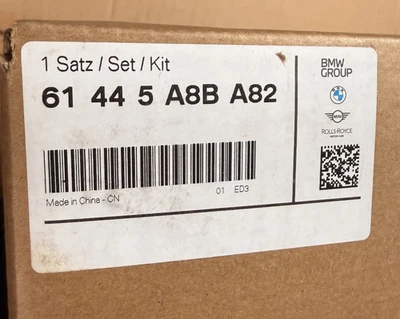 1 Satz / Set / Kit
61 44 5 A8B A82
Made in China - CN
01 ED3
BMW
GROUP
ROLLS-ROYCE